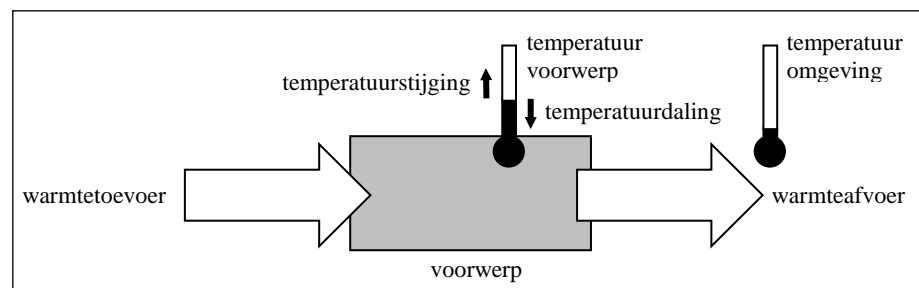 temperatuur
voorwerp
temperatuur
omgeving
temperatuurstijging
temperatuurdaling
warmtetoevoer
warmteafvoer
voorwerp